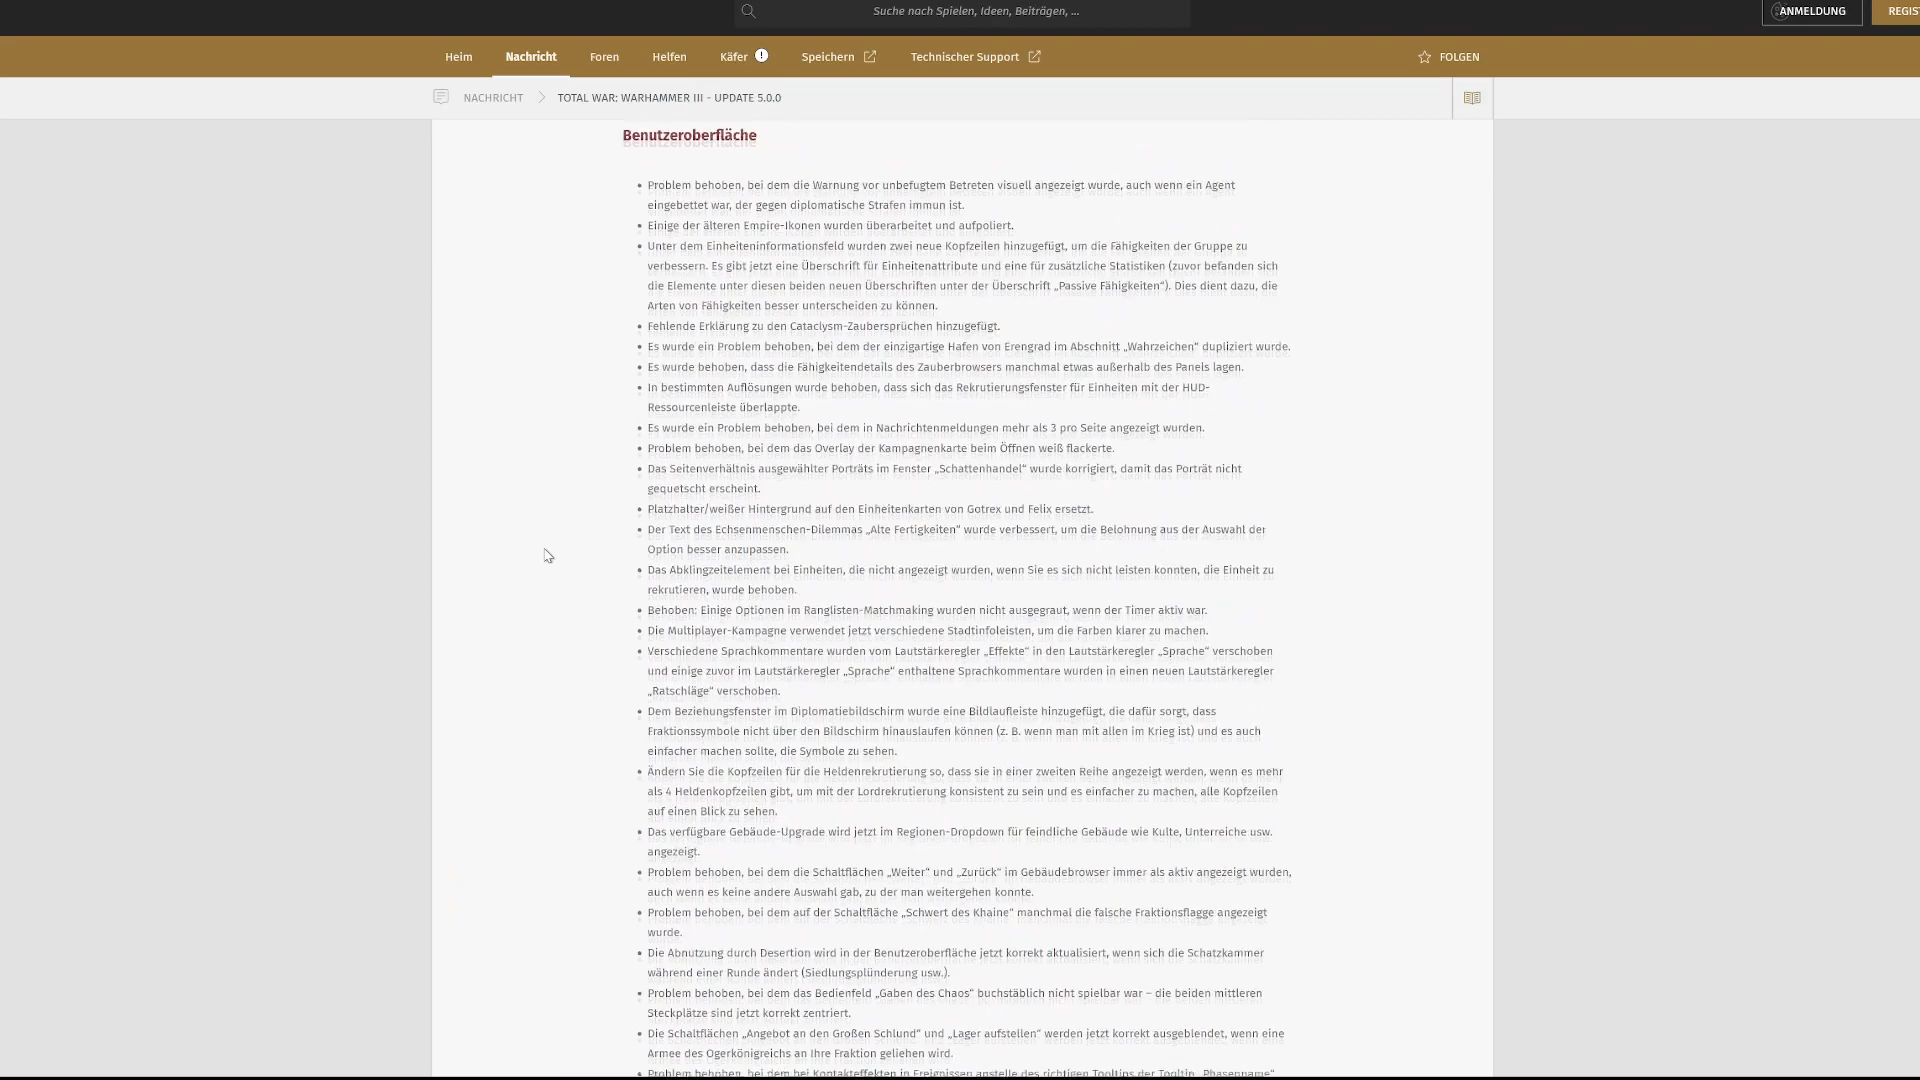 Suche nach Spielen, Ideen, Beiträgen, ...
ANMELDUNG
REGIS
Heim
Nachricht
Foren
Helfen
Käfer
Speichern
Technischer Support
FOLGEN
NACHRICHT
TOTAL WAR: WARHAMMER III - UPDATE 5.0.0
Benutzeroberfläche
• Problem behoben, bei dem die Warnung vor unbefugtem Betreten visuell angezeigt wurde, auch wenn ein Agent
eingebettet war, der gegen diplomatische Strafen immun ist.
• Einige der älteren Empire-Ikonen wurden überarbeitet und aufpoliert.
• Unter dem Einheiteninformationsfeld wurden zwei neue Kopfzeilen hinzugefügt, um die Fähigkeiten der Gruppe zu
verbessern. Es gibt jetzt eine Überschrift für Einheitenattribute und eine für zusätzliche Statistiken (zuvor befanden sich
die Elemente unter diesen beiden neuen Überschriften unter der Überschrift „Passive Fähigkeiten“). Dies dient dazu, die
Arten von Fähigkeiten besser unterscheiden zu können.
• Fehlende Erklärung zu den Cataclysm-Zaubersprüchen hinzugefügt.
• Es wurde ein Problem behoben, bei dem der einzigartige Hafen von Erengrad im Abschnitt „Wahrzeichen“ dupliziert wurde.
• Es wurde behoben, dass die Fähigkeitendetails des Zauberbrowsers manchmal etwas außerhalb des Panels lagen.
• In bestimmten Auflösungen wurde behoben, dass sich das Rekrutierungsfenster für Einheiten mit der HUD-
Ressourcenleiste überlappte.
• Es wurde ein Problem behoben, bei dem in Nachrichtenmeldungen mehr als 3 pro Seite angezeigt wurden.
• Problem behoben, bei dem das Overlay der Kampagnenkarte beim Öffnen weiß flackerte.
• Das Seitenverhältnis ausgewählter Porträts im Fenster „Schattenhandel“ wurde korrigiert, damit das Porträt nicht
gequetscht erscheint.
• Platzhalter/weißer Hintergrund auf den Einheitenkarten von Gotrex und Felix ersetzt.
• Der Text des Echsenmenschen-Dilemmas „Alte Fertigkeiten“ wurde verbessert, um die Belohnung aus der Auswahl der
Option besser anzupassen.
• Das Abklingzeitelement bei Einheiten, die nicht angezeigt wurden, wenn Sie es sich nicht leisten konnten, die Einheit zu
rekrutieren, wurde behoben.
• Behoben: Einige Optionen im Ranglisten-Matchmaking wurden nicht ausgegraut, wenn der Timer aktiv war.
• Die Multiplayer-Kampagne verwendet jetzt verschiedene Stadtinfoleisten, um die Farben klarer zu machen.
• Verschiedene Sprachkommentare wurden vom Lautstärkeregler „Effekte“ in den Lautstärkeregler „Sprache“ verschoben
und einige zuvor im Lautstärkeregler „Sprache“ enthaltene Sprachkommentare wurden in einen neuen Lautstärkeregler
„Ratschläge“ verschoben.
• Dem Beziehungsfenster im Diplomatiebildschirm wurde eine Bildlaufleiste hinzugefügt, die dafür sorgt, dass
Fraktionssymbole nicht über den Bildschirm hinauslaufen können (z. B. wenn man mit allen im Krieg ist) und es auch
einfacher machen sollte, die Symbole zu sehen.
• Ändern Sie die Kopfzeilen für die Heldenrekrutierung so, dass sie in einer zweiten Reihe angezeigt werden, wenn es mehr
als 4 Heldenkopfzeilen gibt, um mit der Lordrekrutierung konsistent zu sein und es einfacher zu machen, alle Kopfzeilen
auf einen Blick zu sehen.
• Das verfügbare Gebäude-Upgrade wird jetzt im Regionen-Dropdown für feindliche Gebäude wie Kulte, Unterreiche usw.
angezeigt.
• Problem behoben, bei dem die Schaltflächen „Weiter“ und „Zurück“ im Gebäudebrowser immer als aktiv angezeigt wurden,
auch wenn es keine andere Auswahl gab, zu der man weitergehen konnte.
• Problem behoben, bei dem auf der Schaltfläche „Schwert des Khaine“ manchmal die falsche Fraktionsflagge angezeigt
wurde.
• Die Abnutzung durch Desertion wird in der Benutzeroberfläche jetzt korrekt aktualisiert, wenn sich die Schatzkammer
während einer Runde ändert (Siedlungsplünderung usw.).
• Problem behoben, bei dem das Bedienfeld „Gaben des Chaos“ buchstäblich nicht spielbar war – die beiden mittleren
Steckplätze sind jetzt korrekt zentriert.
• Die Schaltflächen „Angebot an den Großen Schlund“ und „Lager aufstellen“ werden jetzt korrekt ausgeblendet, wenn eine
Armee des Ogerkönigreichs an Ihre Fraktion geliehen wird.
• Problem behoben, bei dem bei Kontakteffekten in Ereignissen anstelle des richtigen Tooltips der Tooltip „Phasenname“